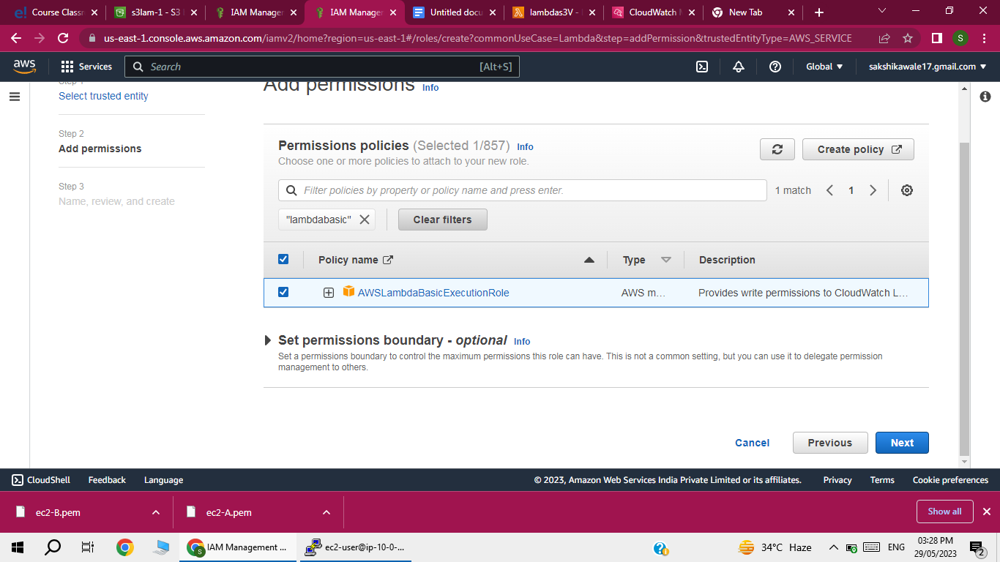 Course Classr
s3lam-1 - S3
IAM Manager
IAM Manager
Untitled docu
lambdas3V -
CloudWatch
New Tab
us-east-1.console.aws.amazon.com/iamv2/home?region=us-east-1#/roles/create?commonUseCase=Lambda&step=addPermission&trustedEntityType=AWS_SERVICE
S
aws
Services
Search
[Alt+S]
Global
sakshikawale17.gmail.com
Step 1
Select trusted entity
Step 2
Add permissions
Step 3
Name, review, and create
Add permissions Info
Permissions policies (Selected 1/857) Info
Choose one or more policies to attach to your new role.
Create policy
Filter policies by property or policy name and press enter.
1 match
1
"lambdabasic"
Clear filters
Policy name
Type
Description
AWSLambdaBasicExecutionRole
AWS m...
Provides write permissions to CloudWatch L...
Set permissions boundary - optional Info
Set a permissions boundary to control the maximum permissions this role can have. This is not a common setting, but you can use it to delegate permission
management to others.
Cancel
Previous
Next
CloudShell
Feedback
Language
© 2023, Amazon Web Services India Private Limited or its affiliates.
Privacy
Terms
Cookie preferences
ec2-B.pem
ec2-A.pem
Show all
S
IAM Management ...
ec2-user@ip-10-0-...
34°C Haze
ENG
03:28 PM
29/05/2023
2